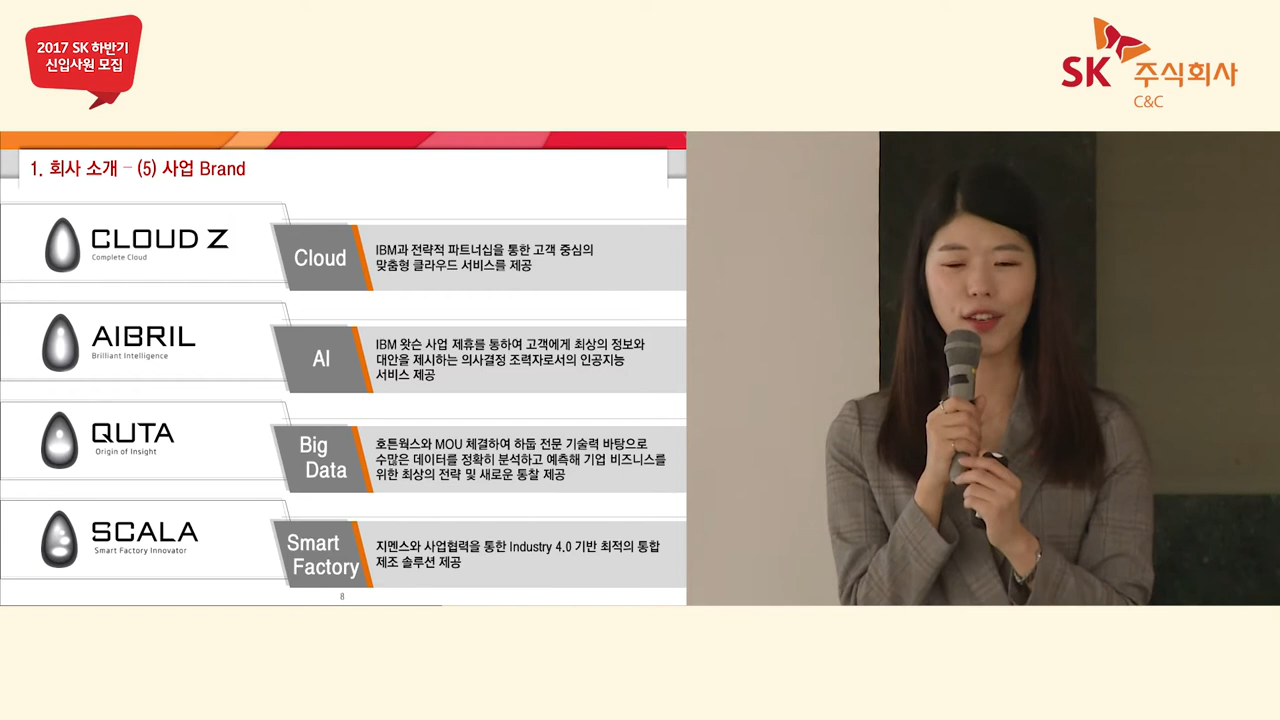 2017 SK 하반기
신입사원 모집
SK 주식회사
C&C
1. 회사 소개 – (5) 사업 Brand
CLOUD Z
Complete Cloud
Cloud
IBM과 전략적 파트너십을 통한 고객 중심의
맞춤형 클라우드 서비스를 제공
AIBRIL
Brilliant Intelligence
AI
IBM 왓슨 사업 제휴를 통하여 고객에게 최상의 정보와
대안을 제시하는 의사결정 조력자로서의 인공지능
서비스 제공
QUTA
Origin of Insight
Big
Data
호튼웍스와 MOU 체결하여 하둡 전문 기술력 바탕으로
수많은 데이터를 정확히 분석하고 예측해 기업 비즈니스를
위한 최상의 전략 및 새로운 통찰 제공
SCALA
Smart Factory Innovator
Smart
Factory
지멘스와 사업협력을 통한 Industry 4.0 기반 최적의 통합
제조 솔루션 제공
8